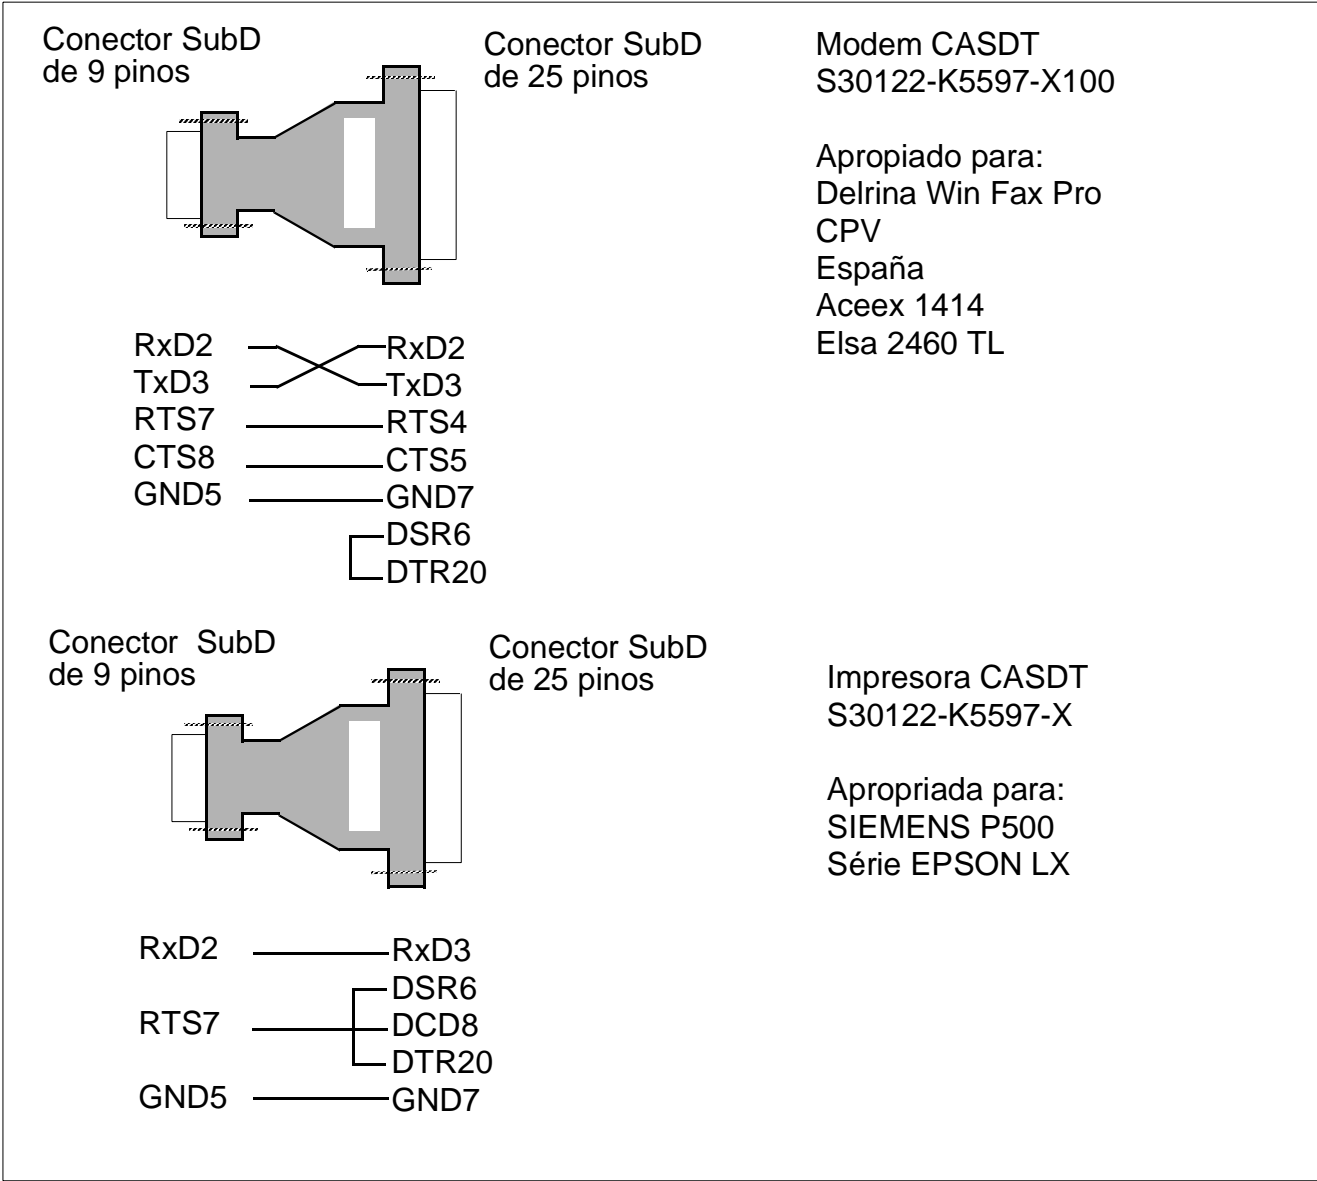 Conector SubD
de 9 pinos
Conector SubD
de 25 pinos
Modem CASDT
S30122-K5597-X100
Apropiado para:
Delrina Win Fax Pro
CPV
España
Aceex 1414
Elsa 2460 TL
RxD2 RxD2
TxD3 TxD3
RTS7 RTS4
CTS8 CTS5
GND5 GND7
DSR6
DTR20
Conector SubD
de 9 pinos
Conector SubD
de 25 pinos
Impresora CASDT
S30122-K5597-X
Apropriada para:
SIEMENS P500
Série EPSON LX
RxD2 RxD3
DSR6
RTS7 DCD8
DTR20
GND5 GND7